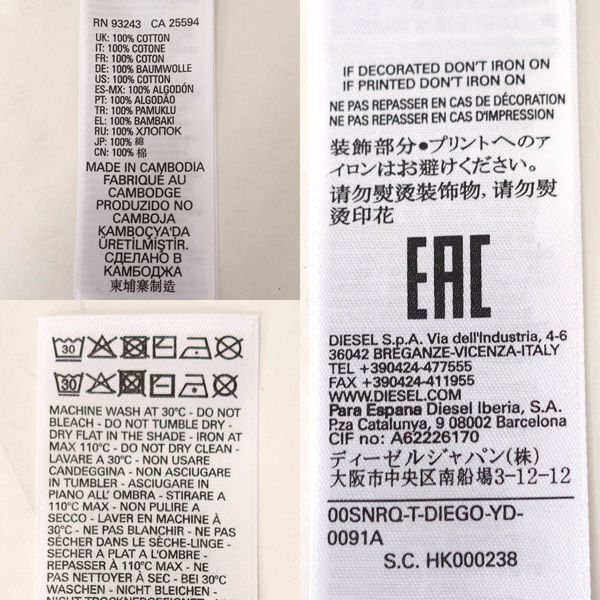 RN 93243 CA 25594
UK: 100% COTTON
IT: 100% COTONE
FR: 100% COTON
DE: 100% BAUMWOLLE
US: 100% COTTON
ES-MX: 100% ALGODÓN
PT: 100% ALGODÃO
TR: 100% PAMUKLU
EL: 100% BAMBAKI
RU: 100% ХЛОПОК
JP: 100% 綿
CN: 100% 棉
MADE IN CAMBODIA
FABRIQUÉ AU
CAMBODGE
PRODUZIDO NO
CAMBOJA
KAMBOÇYA'DA
ÜRETİLMİŞTİR.
СДЕЛАНО В
КАМБОДЖА
柬埔寨制造
30
30
MACHINE WASH AT 30°C - DO NOT
BLEACH - DO NOT TUMBLE DRY -
DRY FLAT IN THE SHADE - IRON AT
MAX 110°C - DO NOT DRY CLEAN -
LAVARE A 30°C - NON USARE
CANDEGGINA - NON ASCIUGARE
IN TUMBLER - ASCIUGARE IN
PIANO ALL' OMBRA - STIRARE A
110°C MAX - NON PULIRE A
SECCO - LAVER EN MACHINE À
30°C - NE PAS BLANCHIR - NE PAS
SÉCHER DANS LE SÈCHE-LINGE -
SECHER A PLAT A L'OMBRE -
REPASSER À 110°C MAX - NE
PAS NETTOYER À SEC - BEI 30°C
WASCHEN - NICHT BLEICHEN -
IF DECORATED DON'T IRON ON
IF PRINTED DON'T IRON ON
NE PAS REPASSER EN CAS DE DÉCORATION
NE PAS REPASSER EN CAS D'IMPRESSION
装飾部分●プリントへのア
イロンはお避けください。
请勿熨烫装饰物, 请勿熨
烫印花
EAC
DIESEL S.p.A. Via dell'Industria, 4-6
36042 BREGANZE-VICENZA-ITALY
TEL +390424-477555
FAX +390424-411955
WWW.DIESEL.COM
Para Espana Diesel Iberia, S.A.
P.za Catalunya, 9 08002 Barcelona
CIF no: A62226170
ディーゼルジャパン(株)
大阪市中央区南船場3-12-12
00SNRQ-T-DIEGO-YD-
0091A
S.C. HK000238